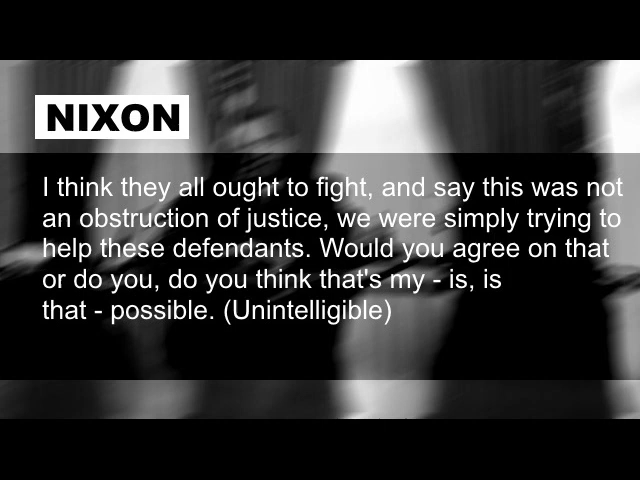 NIXON
I think they all ought to fight, and say this was not
an obstruction of justice, we were simply trying to
help these defendants. Would you agree on that
or do you, do you think that's my - is, is
that - possible. (Unintelligible)